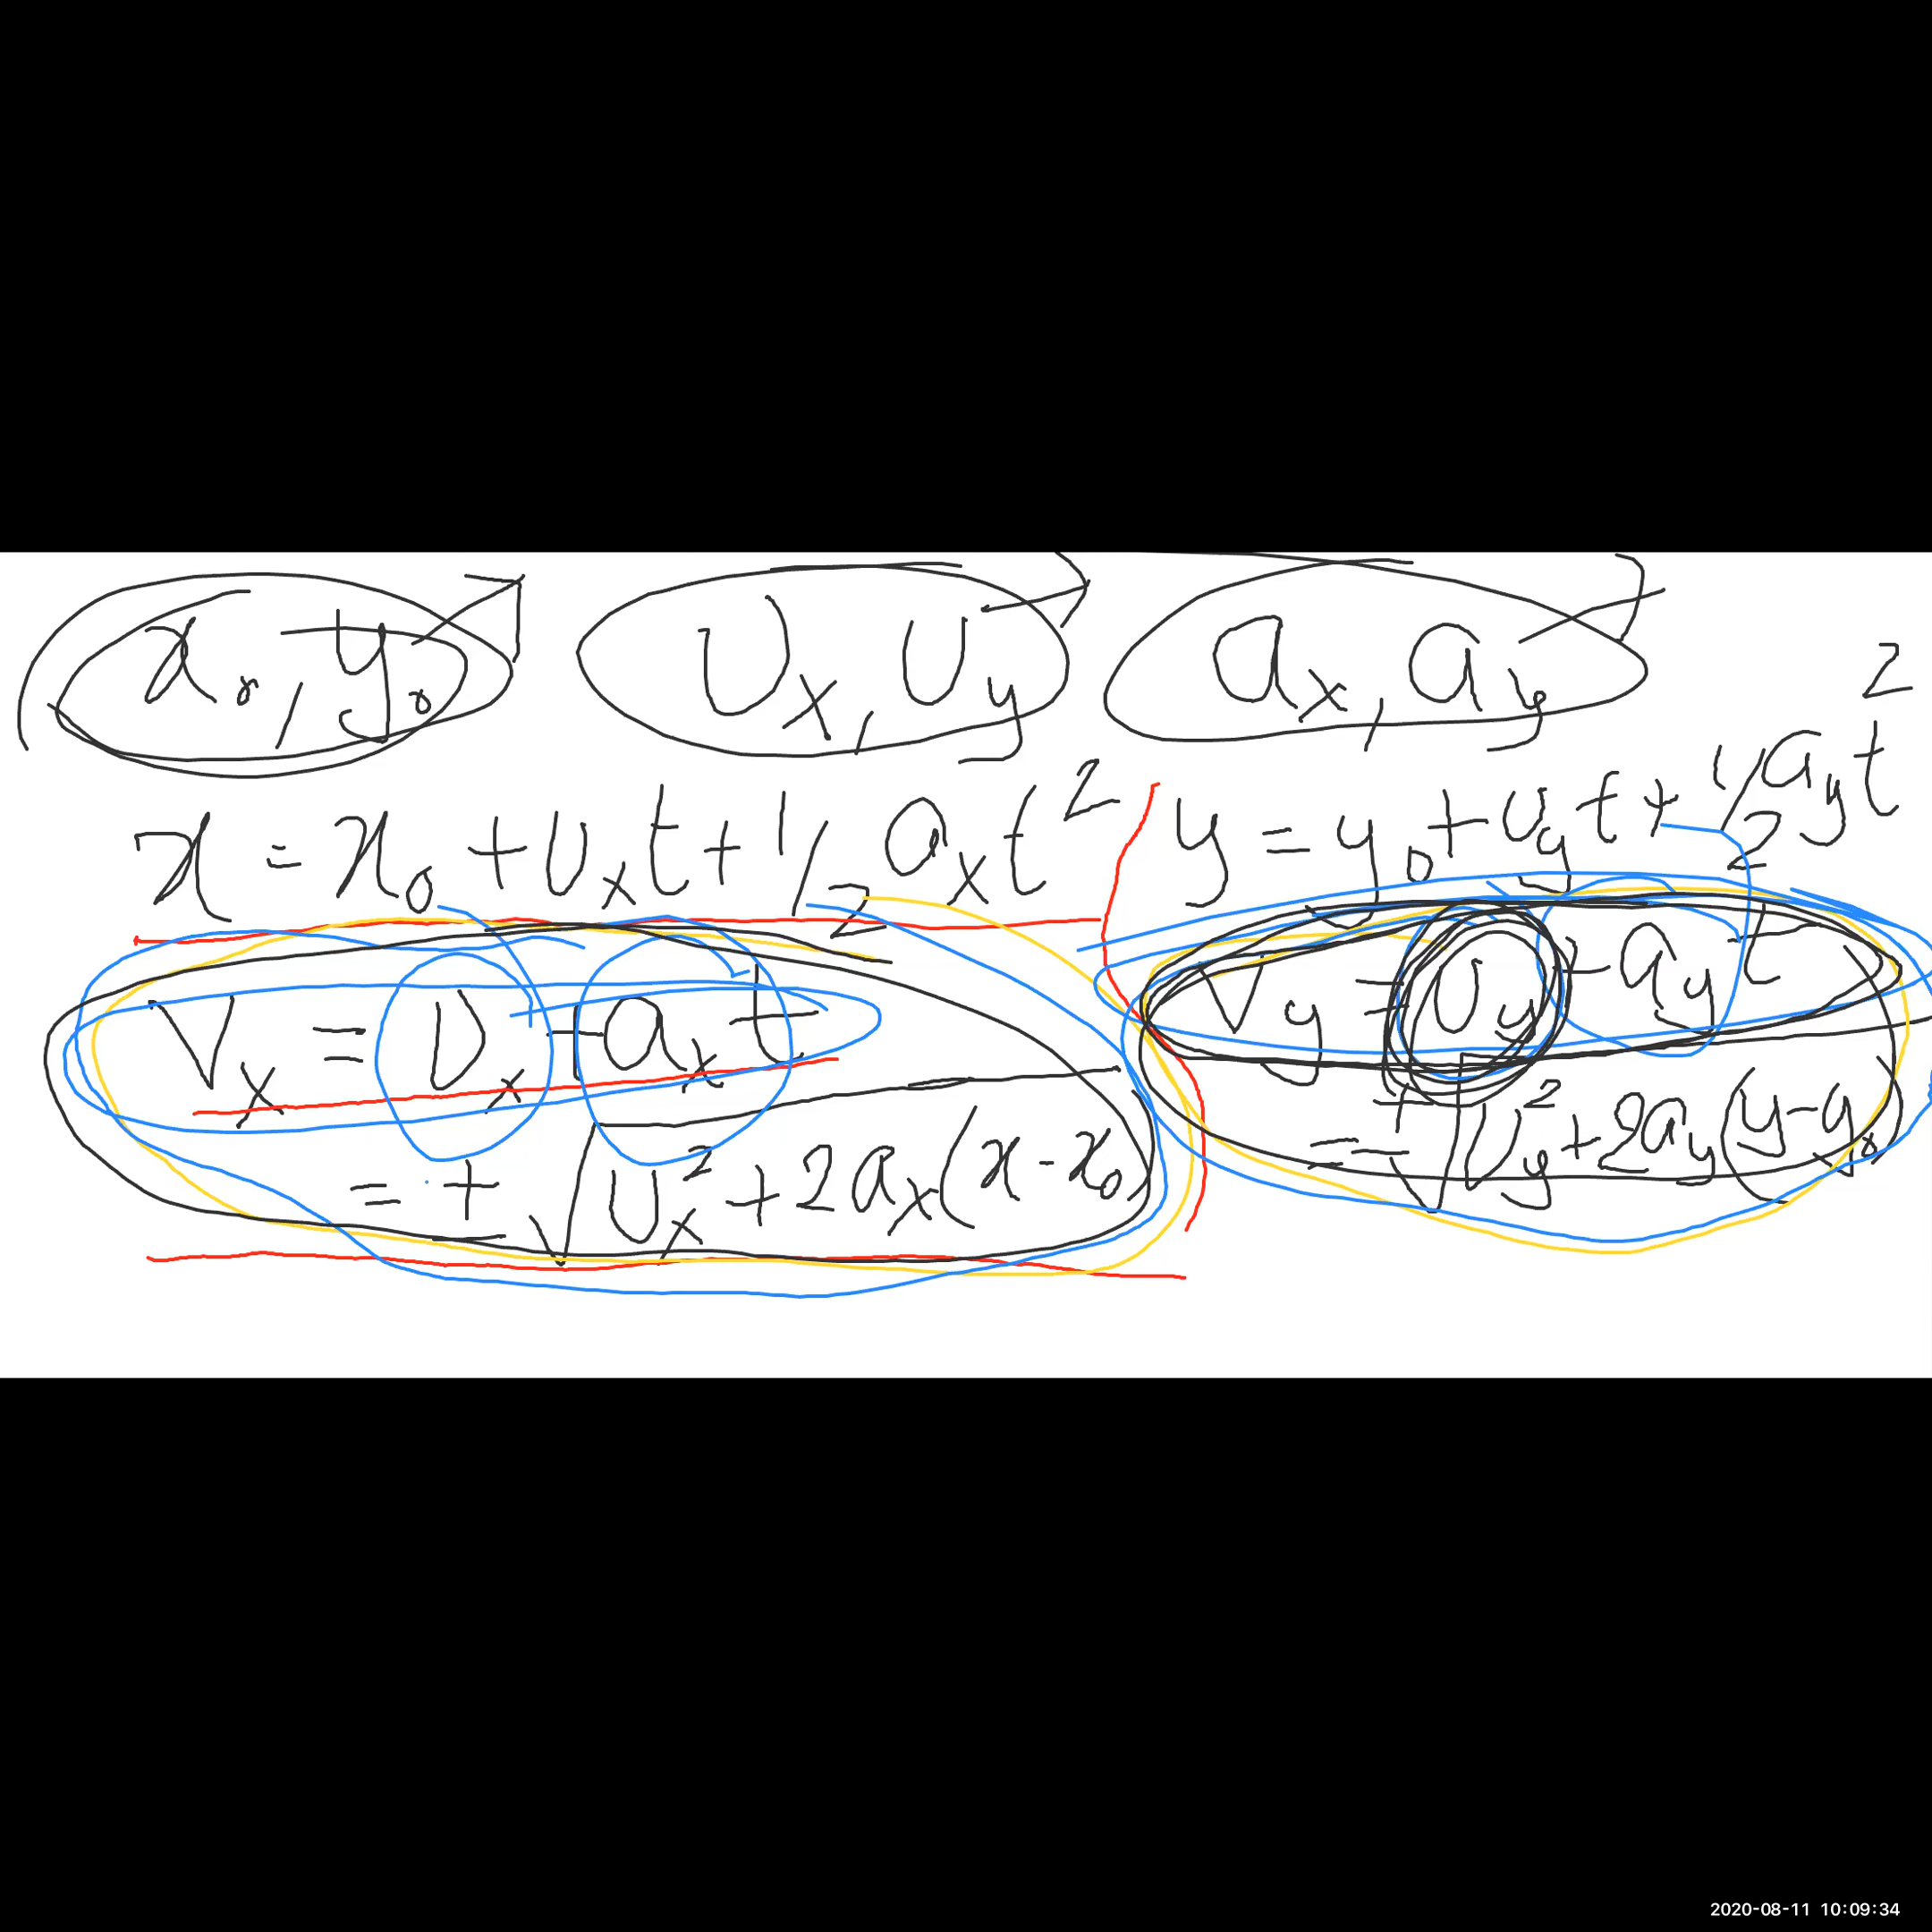 x₀, y₀ U_x, U_y a_x, a_y
x = x₀ + U_x t + 1/2 a_x t² y = y₀ + U_y t + 1/2 a_y t²
V_x = U_x + a_x t V_y = U_y + a_y t
= ± √U_x² + 2a_x(x - x₀ = ± √U_y² + 2a_y(y - y₀)
2020-08-11 10:09:34